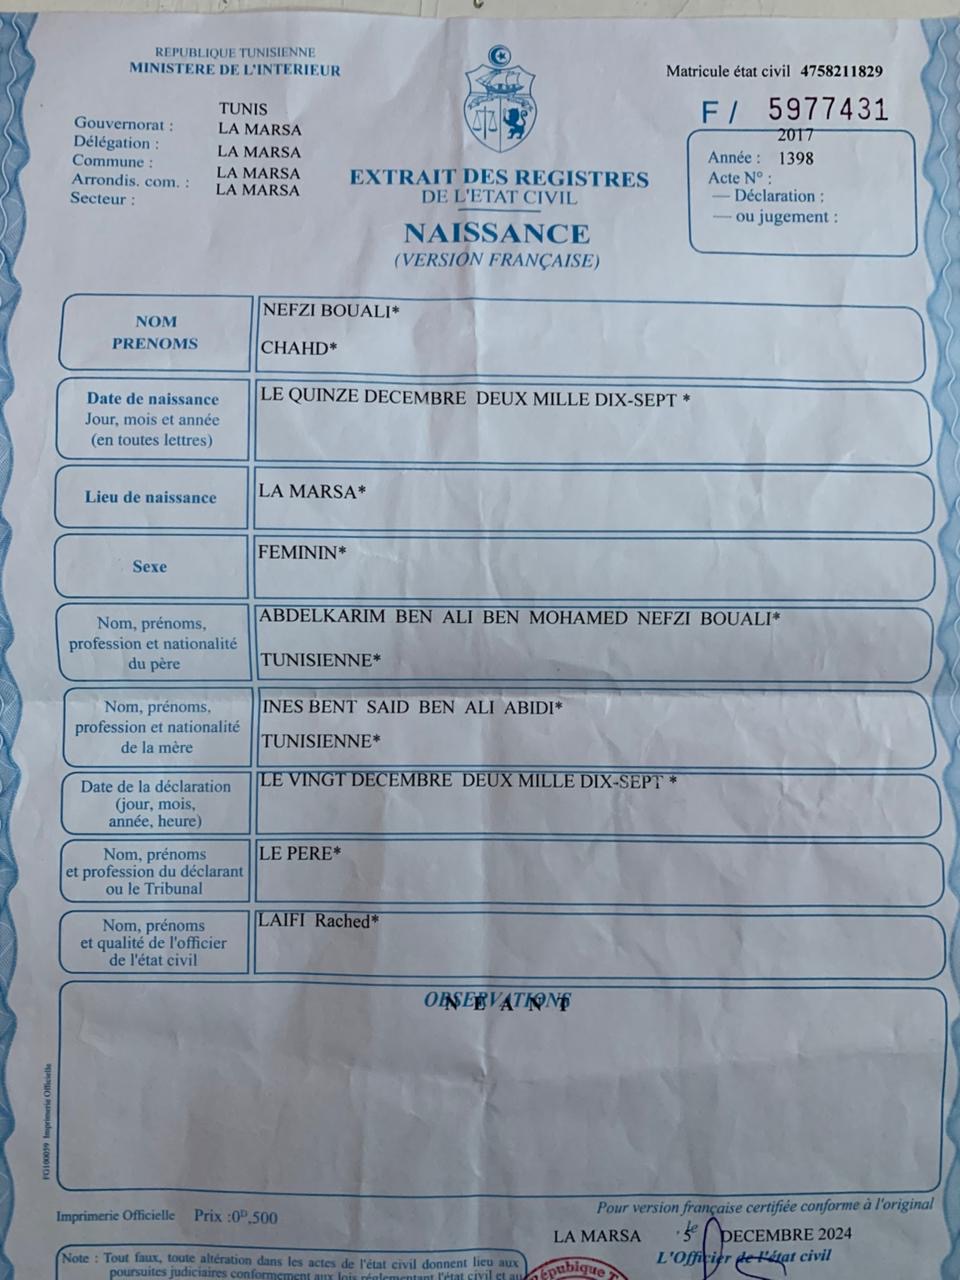 REPUBLIQUE TUNISIENNE
MINISTERE DE L'INTERIEUR
Matricule état civil 4758211829
F/ 5977431
Gouvernorat : TUNIS
Délégation : LA MARSA
Commune : LA MARSA
Arrondis. com. : LA MARSA
Secteur : LA MARSA
2017
Année : 1398
Acte N° :
— Déclaration :
— ou jugement :
EXTRAIT DES REGISTRES
DE L'ETAT CIVIL
NAISSANCE
(VERSION FRANÇAISE)
NOM
PRENOMS
NEFZI BOUALI*
CHAHD*
Date de naissance
Jour, mois et année
(en toutes lettres)
LE QUINZE DECEMBRE DEUX MILLE DIX-SEPT *
Lieu de naissance
LA MARSA*
Sexe
FEMININ*
Nom, prénoms,
profession et nationalité
du père
ABDELKARIM BEN ALI BEN MOHAMED NEFZI BOUALI*
TUNISIENNE*
Nom, prénoms,
profession et nationalité
de la mère
INES BENT SAID BEN ALI ABIDI*
TUNISIENNE*
Date de la déclaration
(jour, mois,
année, heure)
LE VINGT DECEMBRE DEUX MILLE DIX-SEPT *
Nom, prénoms
et profession du déclarant
ou le Tribunal
LE PERE*
Nom, prénoms
et qualité de l'officier
de l'état civil
LAIFI Rached*
OBSERVATIONS
N E A N T
FG100059 Imprimerie Officielle
Imprimerie Officielle Prix :0ᴰ,500
Pour version française certifiée conforme à l'original
LA MARSA le 5 DECEMBRE 2024
L'Officier de l'état civil
Note : Tout faux, toute altération dans les actes de l'état civil donnent lieu aux
poursuites judiciaires conformément aux lois réglementant l'état civil et au
république T